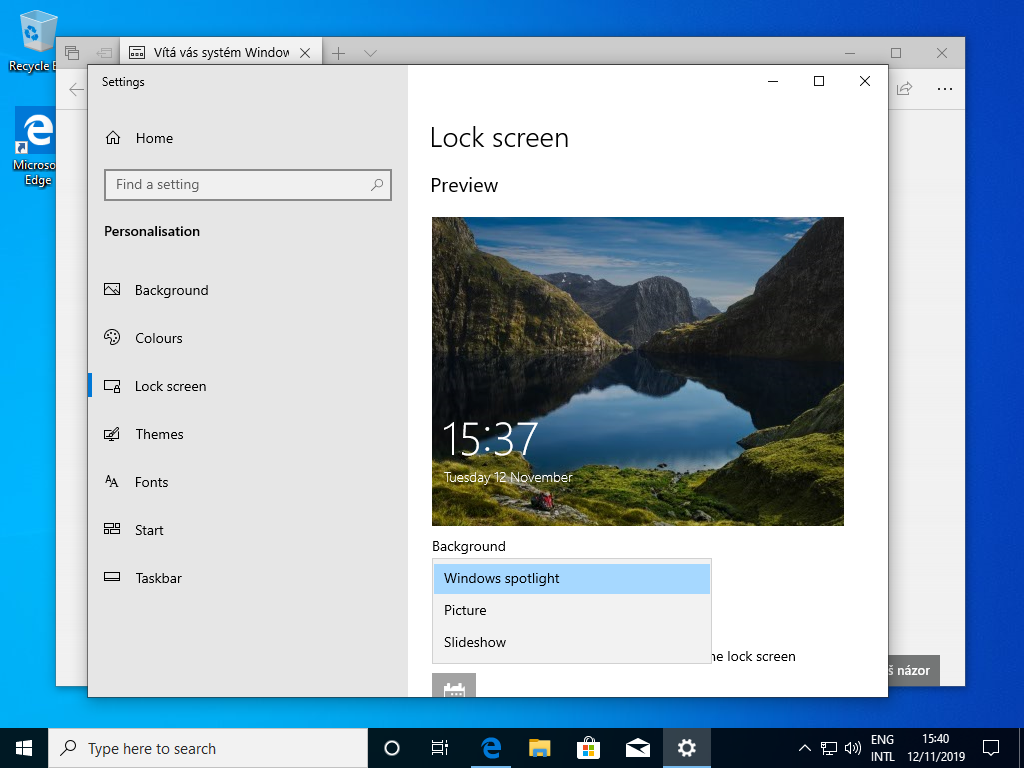 Recycle
Microso
Edge
Vítá vás systém Window
Settings
Home
Find a setting
Personalisation
Background
Colours
Lock screen
Themes
Fonts
Start
Taskbar
Lock screen
Preview
15:37
Tuesday 12 November
Background
Windows spotlight
Picture
Slideshow
ne lock screen
š názor
Type here to search
ENG
INTL
15:40
12/11/2019